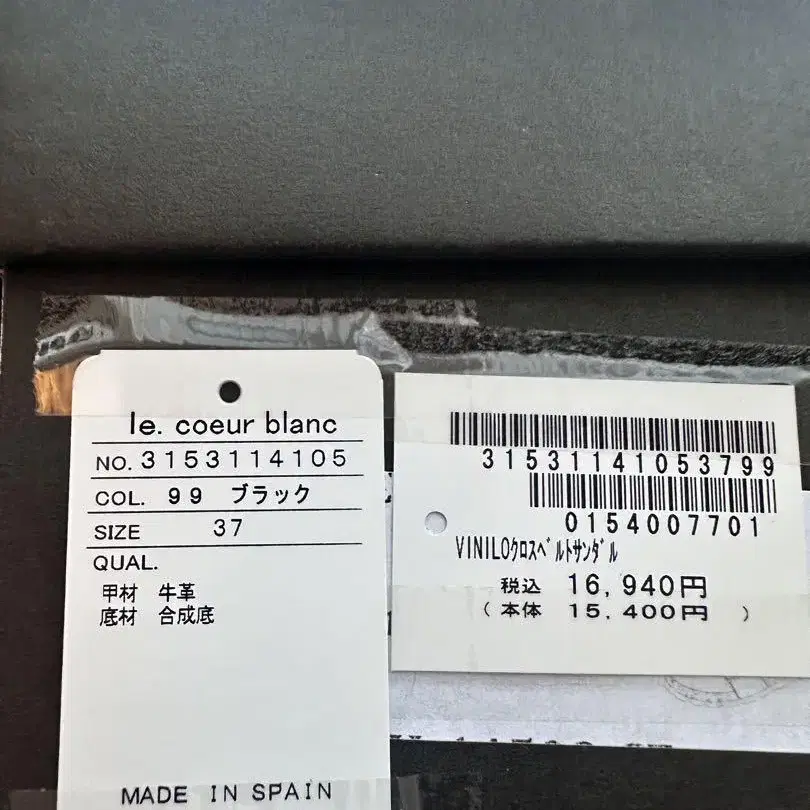 le. coeur blanc
NO. 3153114105
COL. 99 ブラック
SIZE 37
QUAL.
甲材 牛革
底材 合成底
MADE IN SPAIN
31531141053799
0154007701
VINILOｸﾛｽﾍﾞﾙﾄｻﾝﾀﾞﾙ
税込 16,940円
(本体 15,400円 )